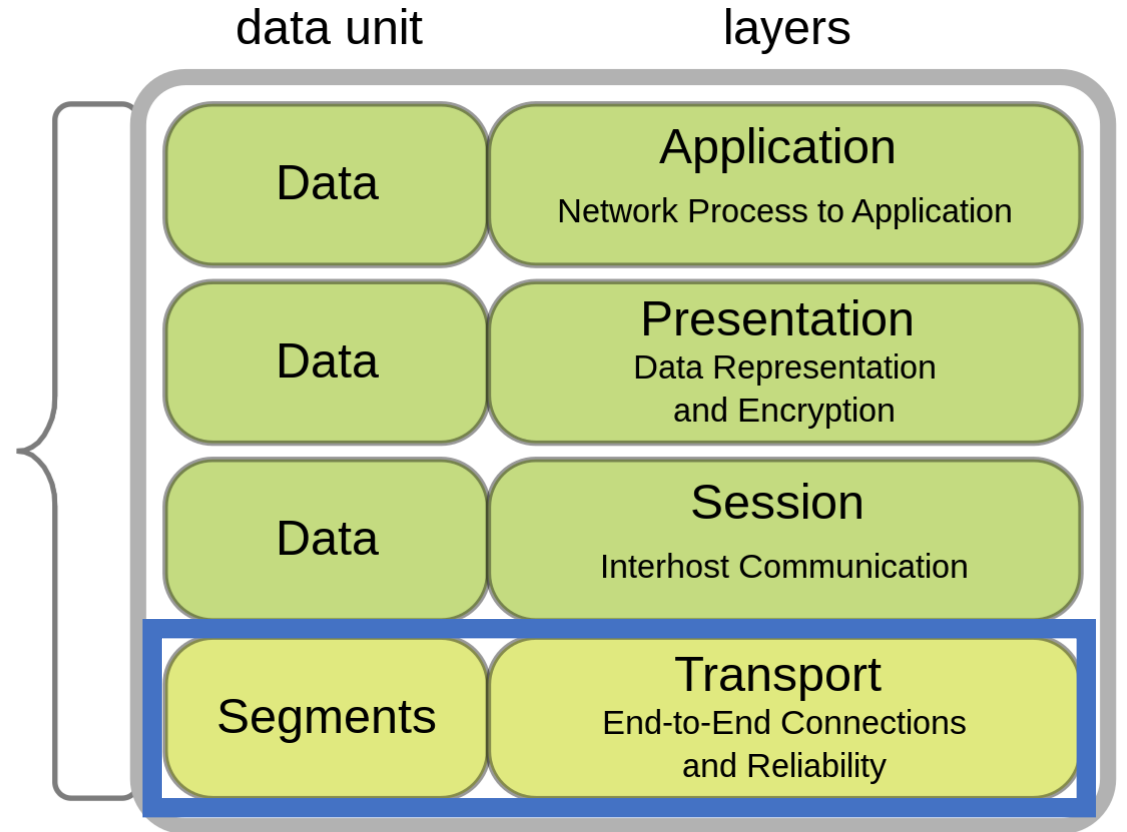 data unit
layers
Data
Application
Network Process to Application
Data
Presentation
Data Representation
and Encryption
Data
Session
Interhost Communication
Segments
Transport
End-to-End Connections
and Reliability